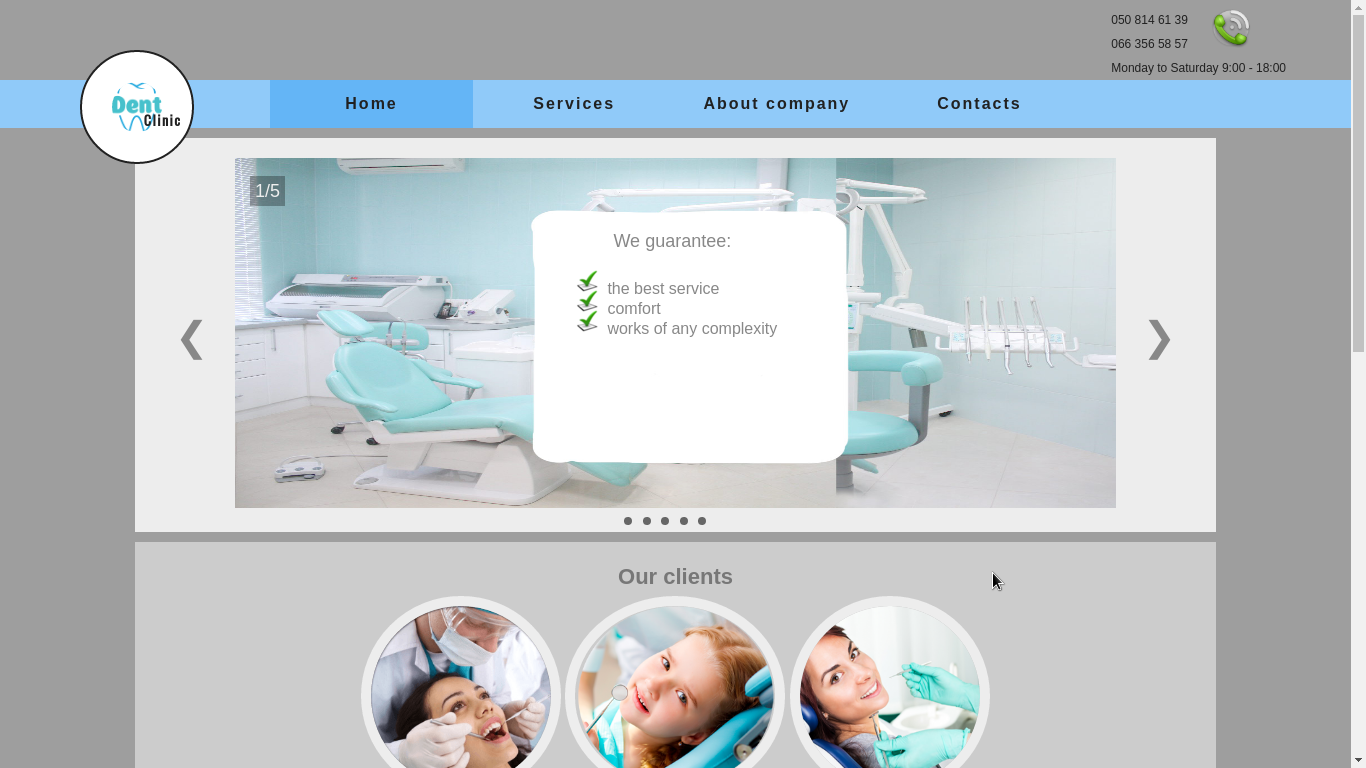 050 814 61 39
066 356 58 57
Monday to Saturday 9:00 - 18:00
Dent
Clinic
Home
Services
About company
Contacts
1/5
We guarantee:
the best service
comfort
works of any complexity
Our clients